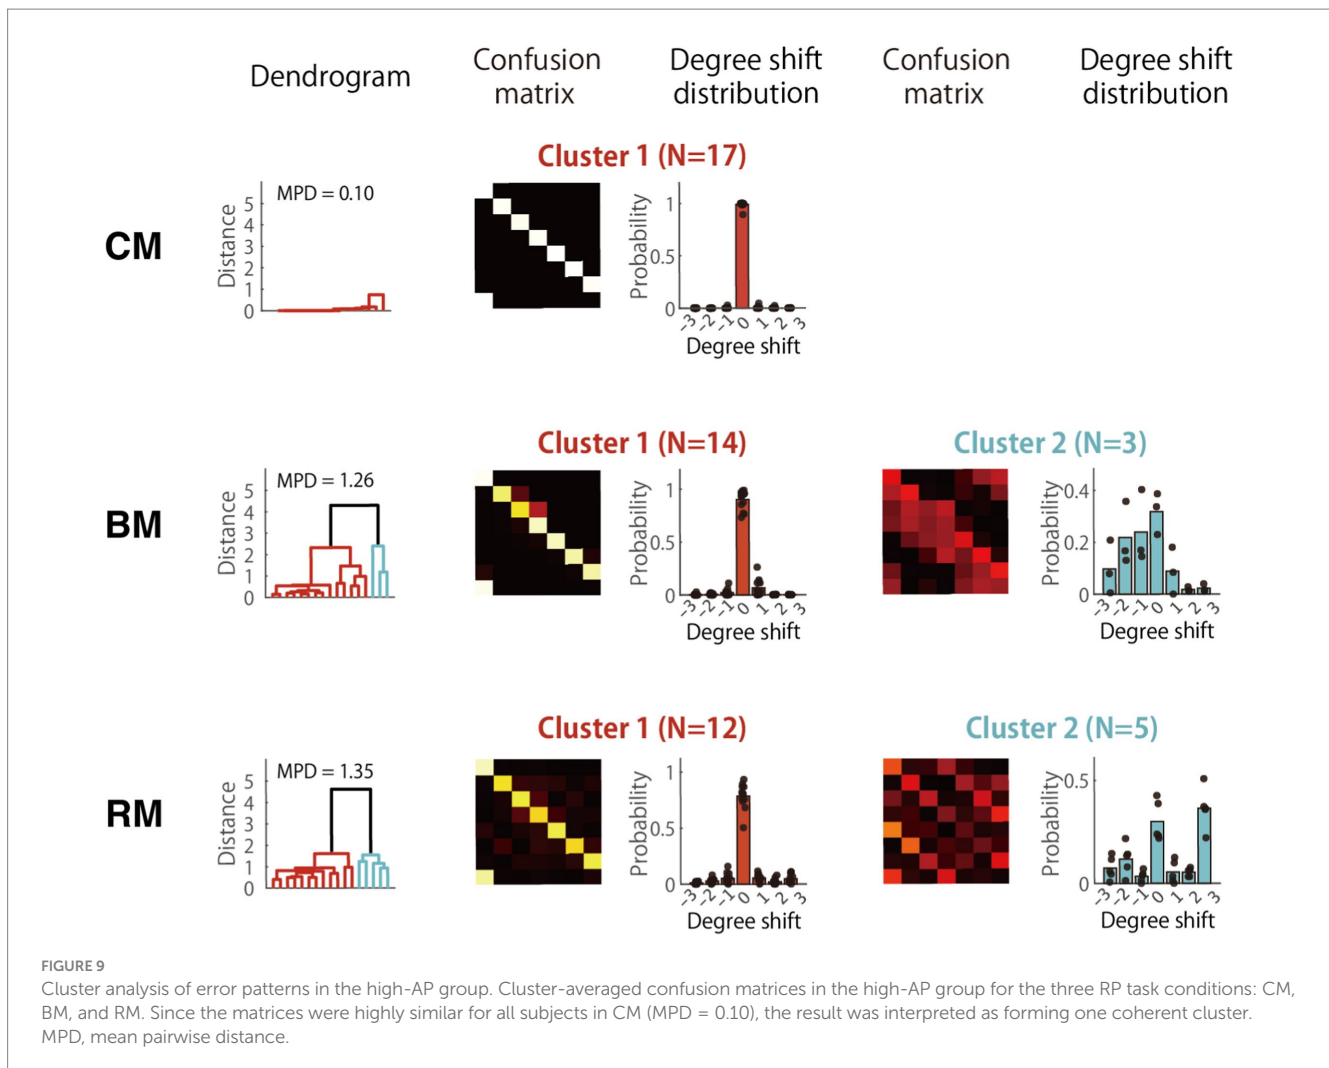 Dendrogram
Confusion matrix
Degree shift distribution
Confusion matrix
Degree shift distribution
CM
Cluster 1 (N=17)
MPD = 0.10
Distance
5
4
3
2
1
0
Probability
1
0.5
0
-3 -2 -1 0 1 2 3
Degree shift
BM
Cluster 1 (N=14)
Cluster 2 (N=3)
MPD = 1.26
Distance
5
4
3
2
1
0
Probability
1
0.5
0
-3 -2 -1 0 1 2 3
Degree shift
Probability
0.4
0.2
0
-3 -2 -1 0 1 2 3
Degree shift
RM
Cluster 1 (N=12)
Cluster 2 (N=5)
MPD = 1.35
Distance
5
4
3
2
1
0
Probability
1
0.5
0
-3 -2 -1 0 1 2 3
Degree shift
Probability
0.5
0
-3 -2 -1 0 1 2 3
Degree shift
FIGURE 9
Cluster analysis of error patterns in the high-AP group. Cluster-averaged confusion matrices in the high-AP group for the three RP task conditions: CM,
BM, and RM. Since the matrices were highly similar for all subjects in CM (MPD = 0.10), the result was interpreted as forming one coherent cluster.
MPD, mean pairwise distance.